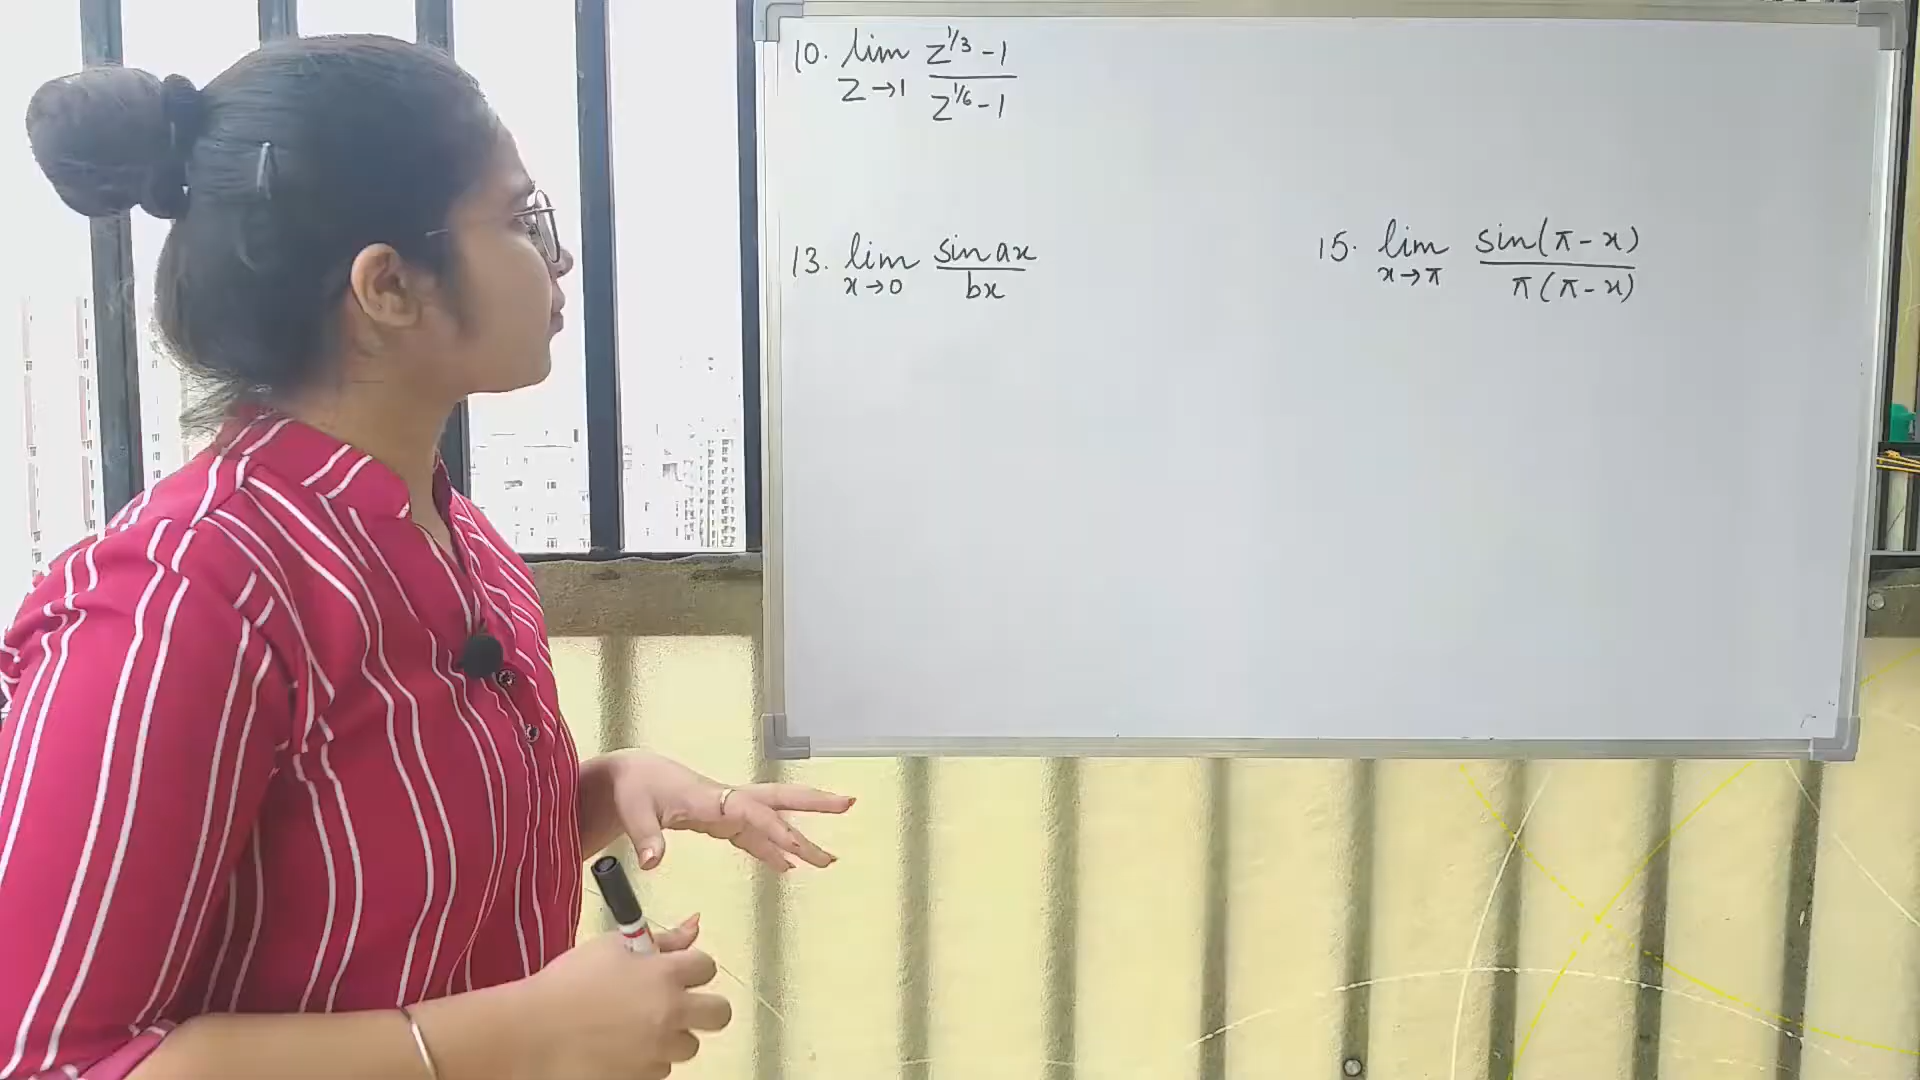 10. lim z→1 (z^{1/3} - 1)/(z^{1/6} - 1)
13. lim x→0 (sin ax)/(bx)
15. lim x→π (sin(π - x))/(π(π - x))